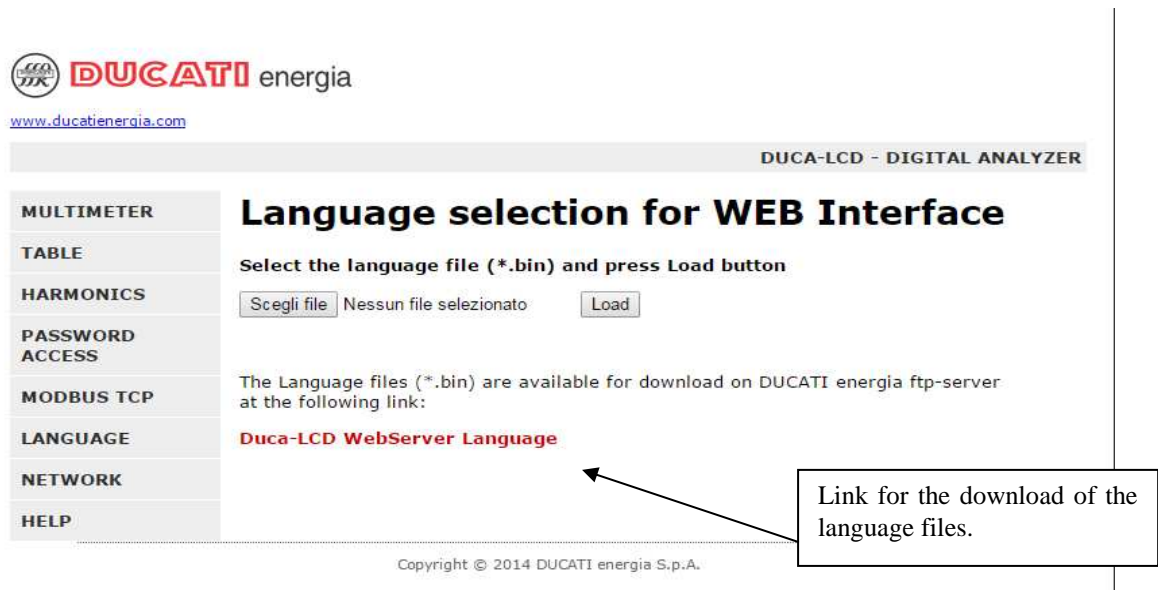 DUCATI energia
www.ducatienergia.com
DUCA-LCD - DIGITAL ANALYZER
MULTIMETER
TABLE
HARMONICS
PASSWORD
ACCESS
MODBUS TCP
LANGUAGE
NETWORK
HELP
Language selection for WEB Interface
Select the language file (*.bin) and press Load button
Scegli file Nessun file selezionato Load
The Language files (*.bin) are available for download on DUCATI energia ftp-server
at the following link:
Duca-LCD WebServer Language
Link for the download of the
language files.
Copyright © 2014 DUCATI energia S.p.A.